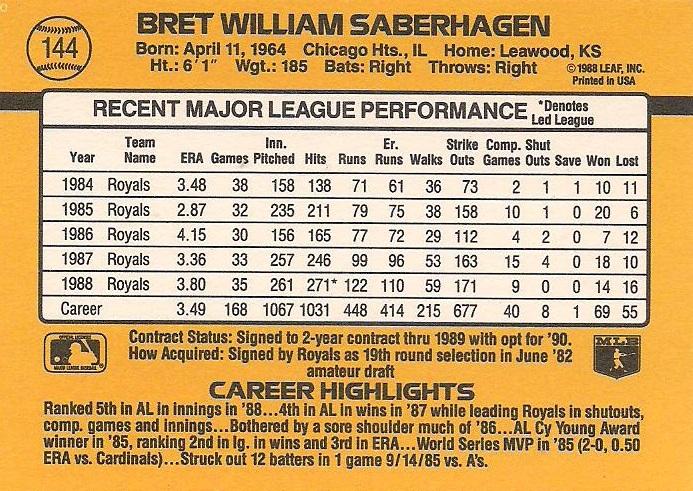 144
BRET WILLIAM SABERHAGEN
Born: April 11, 1964 Chicago Hts., IL Home: Leawood, KS
Ht.: 6'1" Wgt.: 185 Bats: Right Throws: Right
©1988 LEAF, INC.
Printed in USA
RECENT MAJOR LEAGUE PERFORMANCE *Denotes Led League
Year Team Name ERA Games Inn. Pitched Hits Runs Er. Runs Walks Strike Outs Comp. Games Shut Outs Save Won Lost
1984 Royals 3.48 38 158 138 71 61 36 73 2 1 1 10 11
1985 Royals 2.87 32 235 211 79 75 38 158 10 1 0 20 6
1986 Royals 4.15 30 156 165 77 72 29 112 4 2 0 7 12
1987 Royals 3.36 33 257 246 99 96 53 163 15 4 0 18 10
1988 Royals 3.80 35 261 271* 122 110 59 171 9 0 0 14 16
Career 3.49 168 1067 1031 448 414 215 677 40 8 1 69 55
Contract Status: Signed to 2-year contract thru 1989 with opt for '90.
How Acquired: Signed by Royals as 19th round selection in June '82
amateur draft
OFFICIAL LICENSEE
MAJOR LEAGUE BASEBALL
MLB
CAREER HIGHLIGHTS
Ranked 5th in AL in innings in '88...4th in AL in wins in '87 while leading Royals in shutouts,
comp. games and innings...Bothered by a sore shoulder much of '86...AL Cy Young Award
winner in '85, ranking 2nd in lg. in wins and 3rd in ERA...World Series MVP in '85 (2-0, 0.50
ERA vs. Cardinals)...Struck out 12 batters in 1 game 9/14/85 vs. A's.